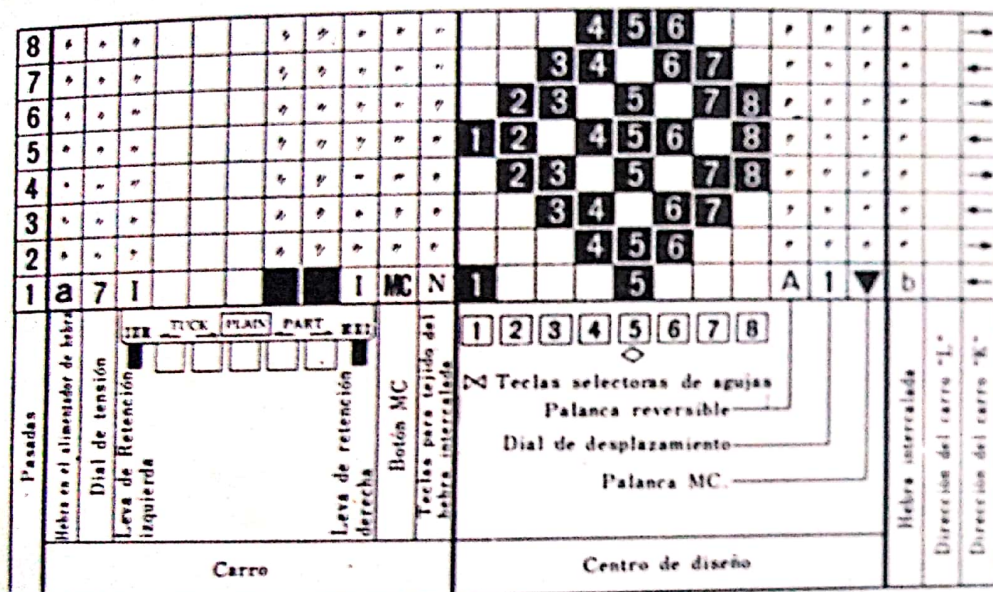 8 " " " " " " " " 4 5 6 " " " "
7 " " " " " " " " 3 4 6 7 " " " "
6 " " " " " " " " 2 3 5 7 8 " " " "
5 " " " " " " " " 1 2 4 5 6 8 " " " "
4 " " " " " " " " 2 3 5 7 8 " " " "
3 " " " " " " " " 3 4 6 7 " " " "
2 " " " " " " " " 4 5 6 " " " "
1 a 7 I I MC N 1 5 A 1 ▼ b
TUCK PLAIN PART
1 2 3 4 5 6 7 8
Pasadas
Hebra en el alimentador de hebra
Dial de tensión
Leva de Retención
izquierda
Leva de retención
derecha
Botón MC
Teclas para tejido del
hebra intercalada
Teclas selectoras de agujas
Palanca reversible
Dial de desplazamiento
Palanca MC.
Hebra intercalada
Dirección del carro "L"
Dirección del carro "K"
Carro
Centro de diseño